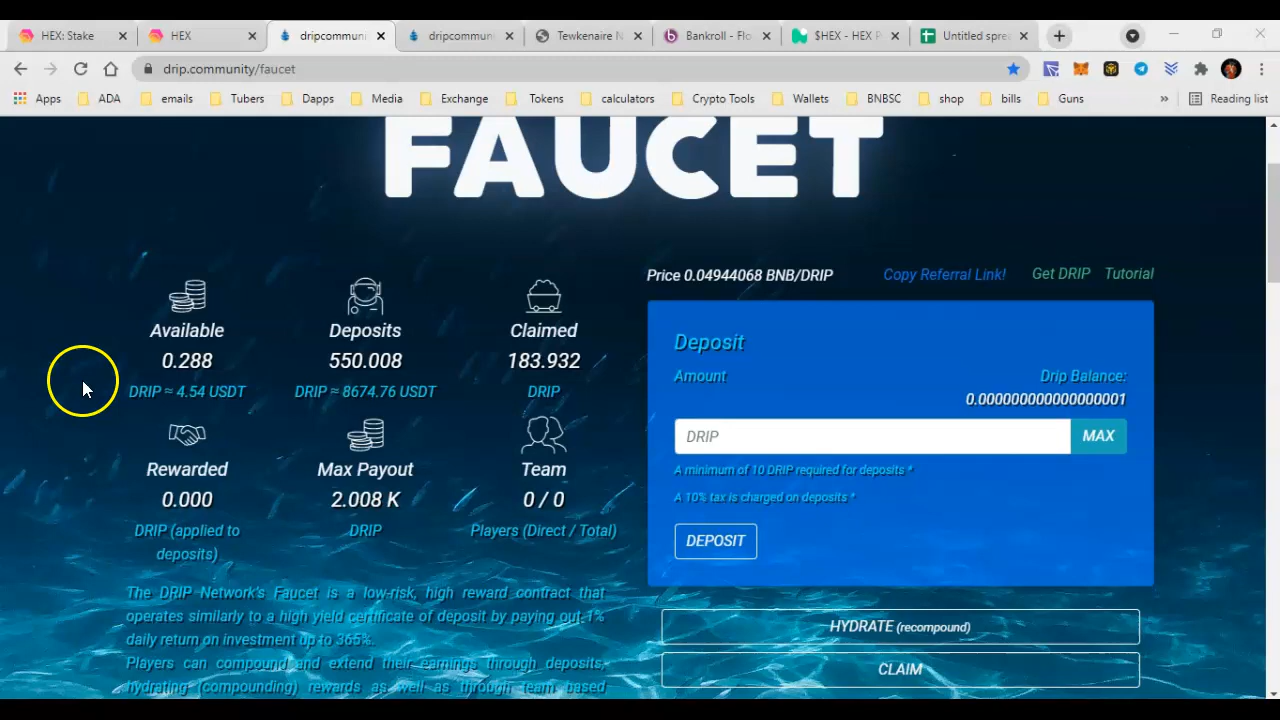 HEX: Stake
HEX
dripcommuni
dripcommuni
Tewkenaire N
Bankroll - Flo
$HEX - HEX P
Untitled sprea
drip.community/faucet
Apps
ADA
emails
Tubers
Dapps
Media
Exchange
Tokens
calculators
Crypto Tools
Wallets
BNBSC
shop
bills
Guns
»
Reading list
FAUCET
Available
0.288
DRIP ≈ 4.54 USDT
Deposits
550.008
DRIP ≈ 8674.76 USDT
Claimed
183.932
DRIP
Rewarded
0.000
DRIP (applied to
deposits)
Max Payout
2.008 K
DRIP
Team
0 / 0
Players (Direct / Total)
The DRIP Network's Faucet is a low-risk, high reward contract that
operates similarly to a high yield certificate of deposit by paying out 1%
daily return on investment up to 365%.
Players can compound and extend their earnings through deposits,
hydrating (compounding) rewards as well as through team based
Price 0.04944068 BNB/DRIP
Copy Referral Link!
Get DRIP
Tutorial
Deposit
Amount
Drip Balance:
0.000000000000000001
DRIP
MAX
A minimum of 10 DRIP required for deposits *
A 10% tax is charged on deposits *
DEPOSIT
HYDRATE (recompound)
CLAIM